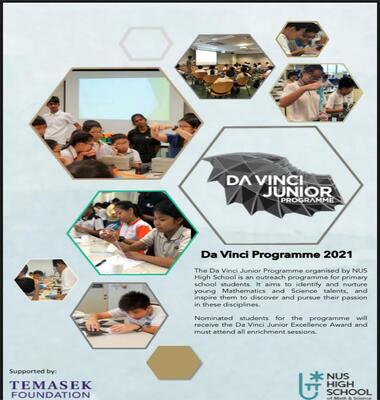 DA VINCI
JUNIOR
PROGRAMME
Da Vinci Programme 2021
The Da Vinci Junior Programme organised by NUS
High School is an outreach programme for primary
school students. It aims to identify and nurture
young Mathematics and Science talents, and
inspire them to discover and pursue their passion
in these disciplines.
Nominated students for the programme will
receive the Da Vinci Junior Excellence Award and
must attend all enrichment sessions.
Supported by:
TEMASEK
FOUNDATION
NUS
HIGH
SCHOOL
of Math & Science